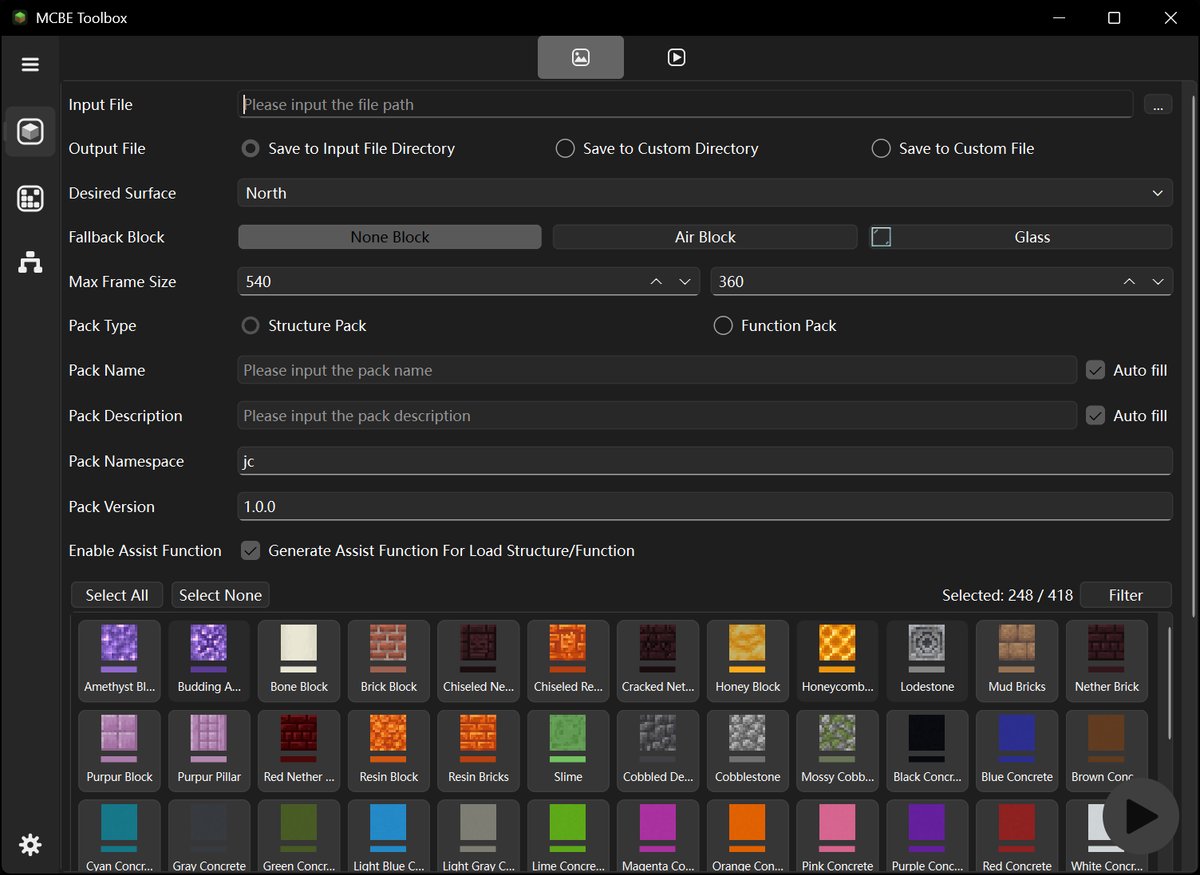 MCBE Toolbox
Input File Please input the file path ...
Output File Save to Input File Directory Save to Custom Directory Save to Custom File
Desired Surface North
Fallback Block None Block Air Block Glass
Max Frame Size 540 360
Pack Type Structure Pack Function Pack
Pack Name Please input the pack name Auto fill
Pack Description Please input the pack description Auto fill
Pack Namespace jc
Pack Version 1.0.0
Enable Assist Function Generate Assist Function For Load Structure/Function
Select All Select None Selected: 248 / 418 Filter
Amethyst Bl... Budding A... Bone Block Brick Block Chiseled Ne... Chiseled Re... Cracked Net... Honey Block Honeycomb... Lodestone Mud Bricks Nether Brick
Purpur Block Purpur Pillar Red Nether ... Resin Block Resin Bricks Slime Cobbled De... Cobblestone Mossy Cobb... Black Concr... Blue Concrete Brown Conc
Cyan Concr... Gray Concrete Green Concr... Light Blue C... Light Gray C... Lime Concre... Magenta Co... Orange Con... Pink Concrete Purple Conc... Red Concrete White Concr...